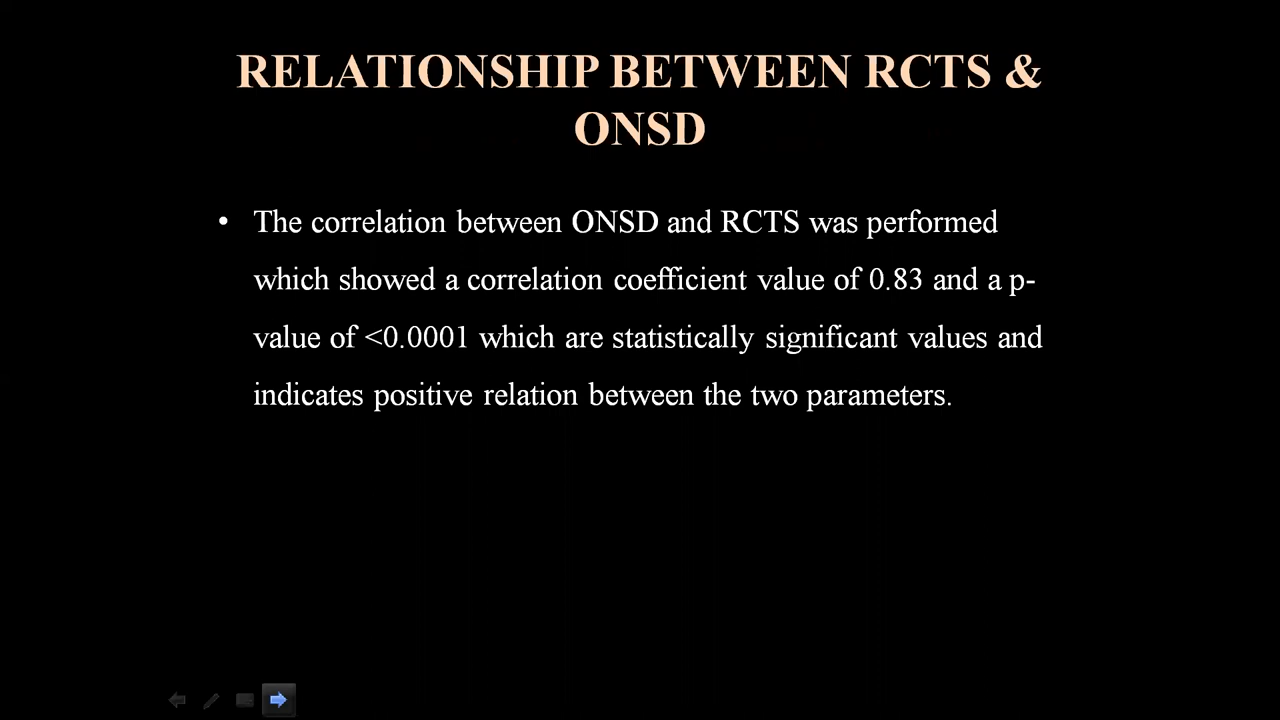 RELATIONSHIP BETWEEN RCTS &
ONSD
• The correlation between ONSD and RCTS was performed
which showed a correlation coefficient value of 0.83 and a p-
value of <0.0001 which are statistically significant values and
indicates positive relation between the two parameters.